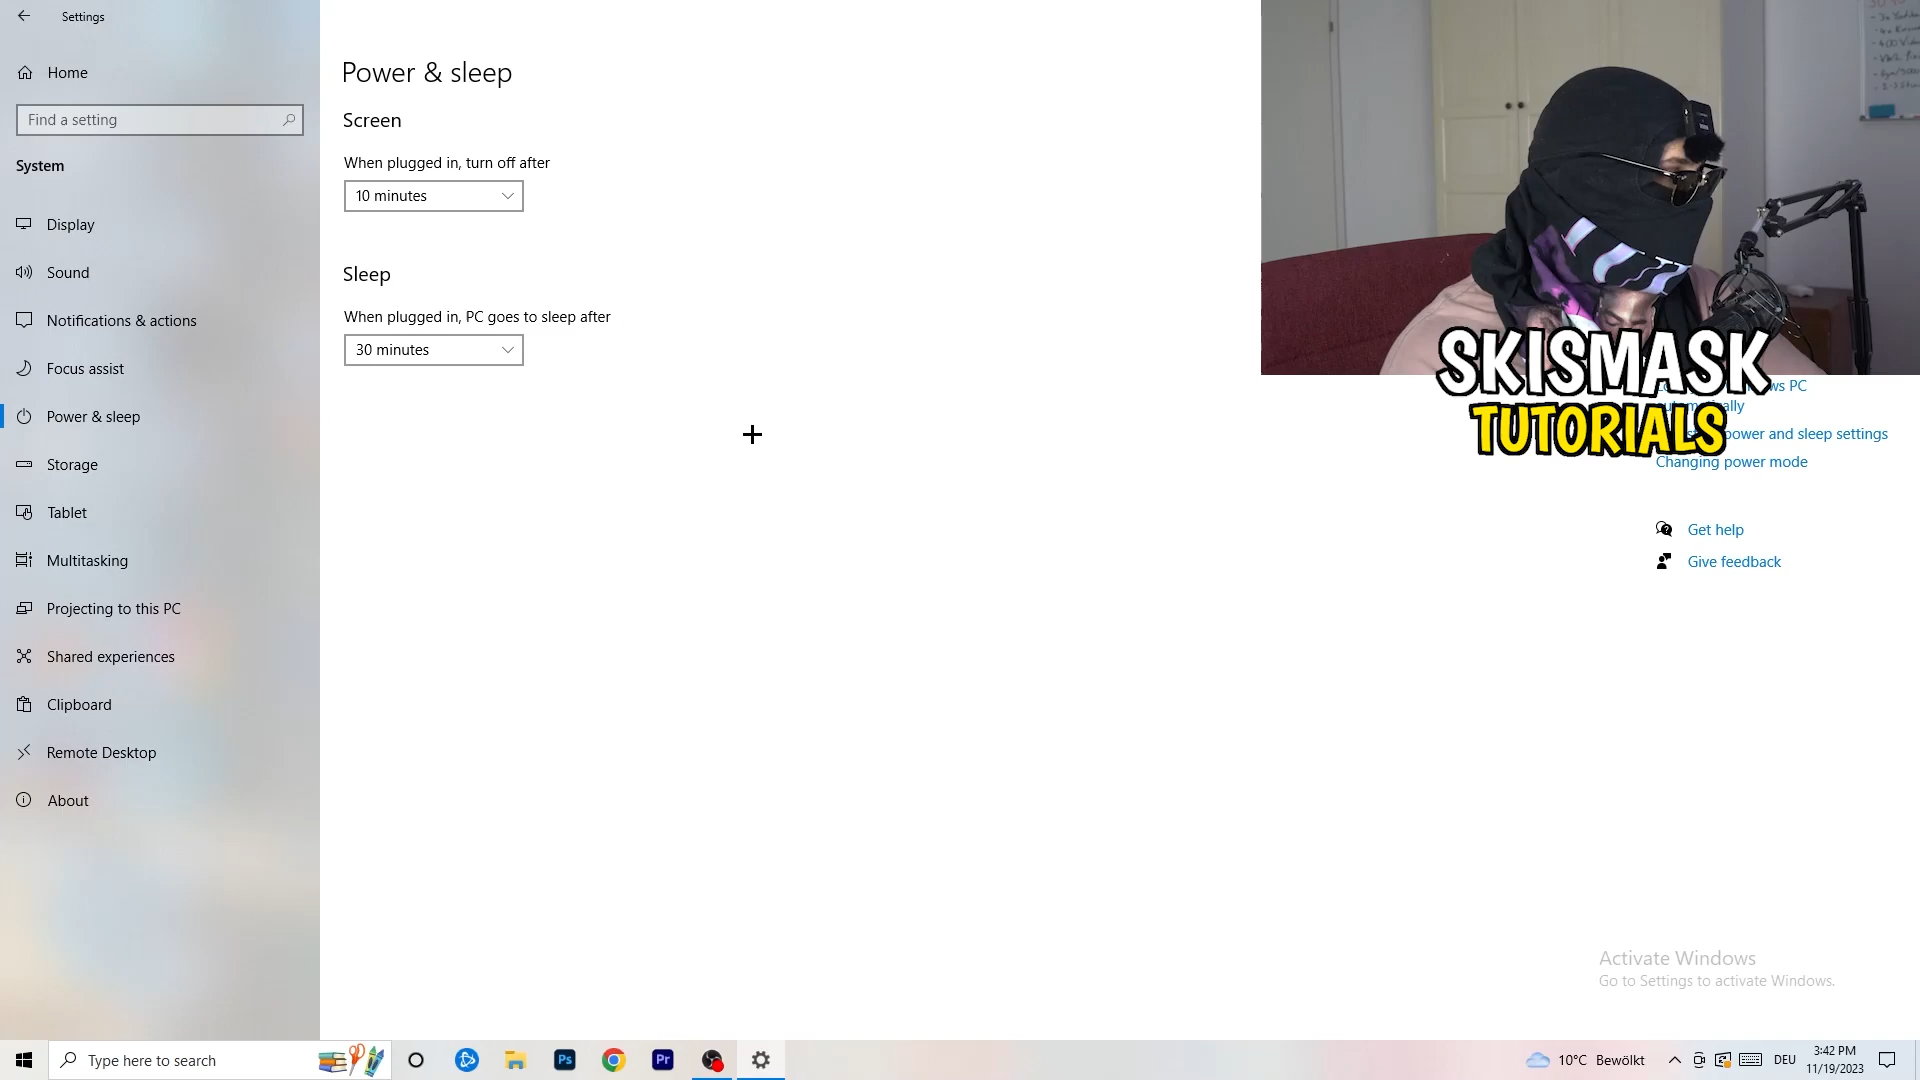 Settings
Home
Find a setting
System
Display
Sound
Notifications & actions
Focus assist
Power & sleep
Storage
Tablet
Multitasking
Projecting to this PC
Shared experiences
Clipboard
Remote Desktop
About
Power & sleep
Screen
When plugged in, turn off after
10 minutes
Sleep
When plugged in, PC goes to sleep after
30 minutes
SKISMASK
TUTORIALS
PC
power and sleep settings
Changing power mode
Get help
Give feedback
Activate Windows
Go to Settings to activate Windows.
Type here to search
Ps
Pr
10°C Bewölkt
DEU
3:42 PM
11/19/2023